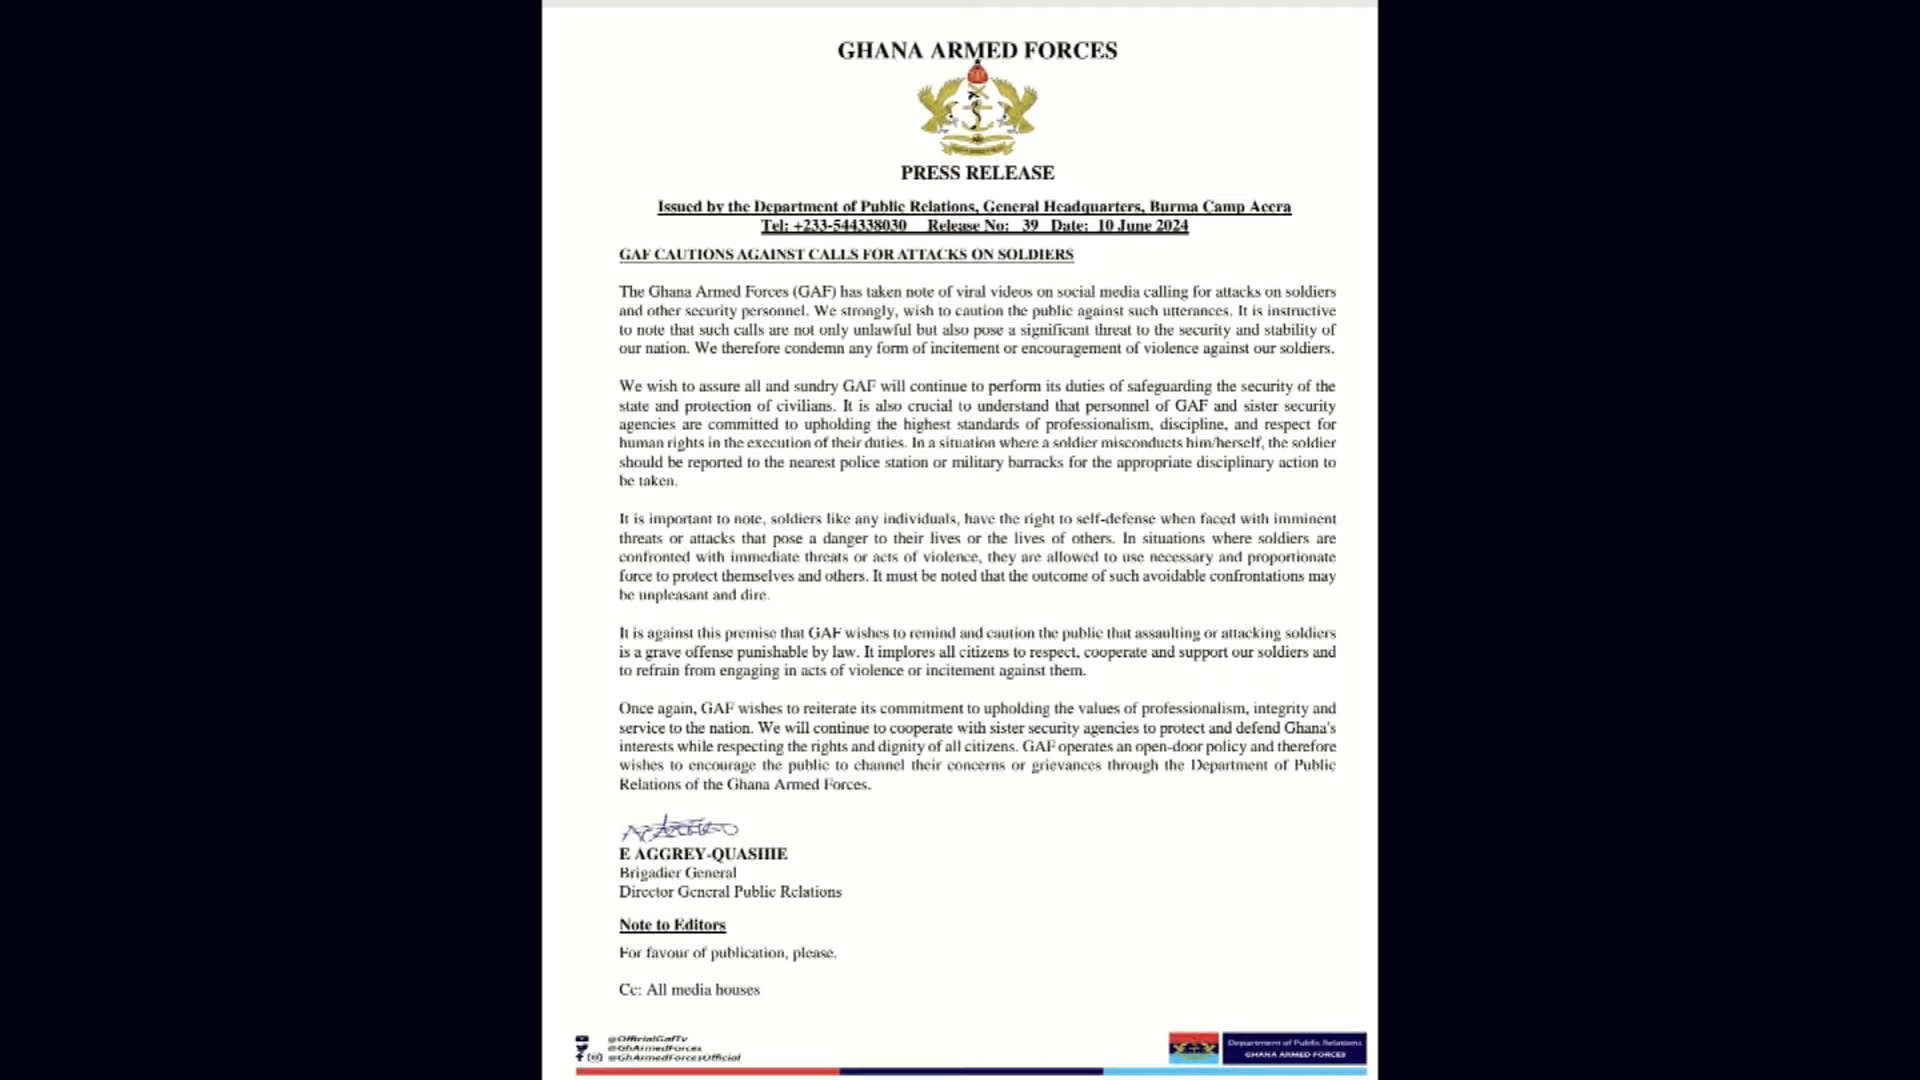 GHANA ARMED FORCES
PRESS RELEASE
Issued by the Department of Public Relations, General Headquarters, Burma Camp Accra
Tel: +233-544338030 Release No: 39 Date: 10 June 2024
GAF CAUTIONS AGAINST CALLS FOR ATTACKS ON SOLDIERS
The Ghana Armed Forces (GAF) has taken note of viral videos on social media calling for attacks on soldiers
and other security personnel. We strongly, wish to caution the public against such utterances. It is instructive
to note that such calls are not only unlawful but also pose a significant threat to the security and stability of
our nation. We therefore condemn any form of incitement or encouragement of violence against our soldiers.
We wish to assure all and sundry GAF will continue to perform its duties of safeguarding the security of the
state and protection of civilians. It is also crucial to understand that personnel of GAF and sister security
agencies are committed to upholding the highest standards of professionalism, discipline, and respect for
human rights in the execution of their duties. In a situation where a soldier misconducts him/herself, the soldier
should be reported to the nearest police station or military barracks for the appropriate disciplinary action to
be taken.
It is important to note, soldiers like any individuals, have the right to self-defense when faced with imminent
threats or attacks that pose a danger to their lives or the lives of others. In situations where soldiers are
confronted with immediate threats or acts of violence, they are allowed to use necessary and proportionate
force to protect themselves and others. It must be noted that the outcome of such avoidable confrontations may
be unpleasant and dire.
It is against this premise that GAF wishes to remind and caution the public that assaulting or attacking soldiers
is a grave offense punishable by law. It implores all citizens to respect, cooperate and support our soldiers and
to refrain from engaging in acts of violence or incitement against them.
Once again, GAF wishes to reiterate its commitment to upholding the values of professionalism, integrity and
service to the nation. We will continue to cooperate with sister security agencies to protect and defend Ghana's
interests while respecting the rights and dignity of all citizens. GAF operates an open-door policy and therefore
wishes to encourage the public to channel their concerns or grievances through the Department of Public
Relations of the Ghana Armed Forces.
E AGGREY-QUASHIE
Brigadier General
Director General Public Relations
Note to Editors
For favour of publication, please.
Cc: All media houses
@OfficialGafTv
@GhArmedForces
@GhArmedForcesOfficial
Department of Public Relations
GHANA ARMED FORCES